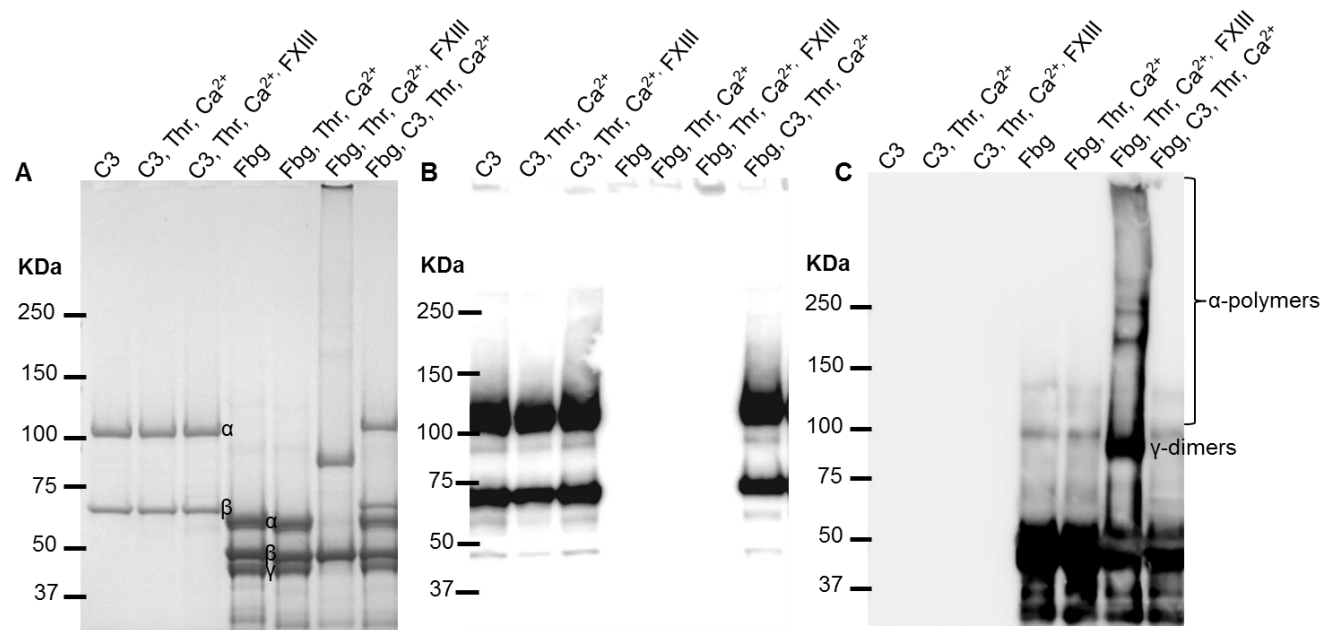 C3
C3, Thr, Ca²⁺
C3, Thr, Ca²⁺, FXIII
Fbg
Fbg, Thr, Ca²⁺
Fbg, Thr, Ca²⁺, FXIII
Fbg, C3, Thr, Ca²⁺
A
KDa
250
150
100
75
50
37
α
β
α
β
γ
C3
C3, Thr, Ca²⁺
C3, Thr, Ca²⁺, FXIII
Fbg
Fbg, Thr, Ca²⁺
Fbg, Thr, Ca²⁺, FXIII
Fbg, C3, Thr, Ca²⁺
B
KDa
250
150
100
75
50
37
C3
C3, Thr, Ca²⁺
C3, Thr, Ca²⁺, FXIII
Fbg
Fbg, Thr, Ca²⁺
Fbg, Thr, Ca²⁺, FXIII
Fbg, C3, Thr, Ca²⁺
C
KDa
250
150
100
75
50
37
α-polymers
γ-dimers